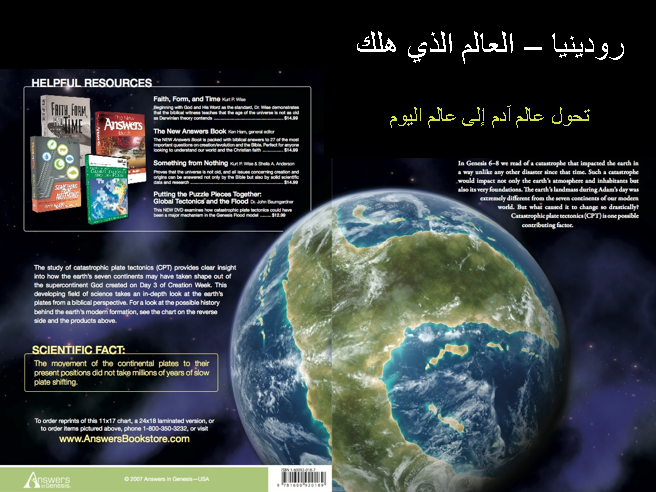 رودينيا – العالم الذي هلك
تحول عالم آدم إلى عالم اليوم
HELPFUL RESOURCES
Faith, Form, and Time Kurt P. Wise
Beginning with God and His Word as the standard, Dr. Wise demonstrates
that the biblical witness teaches that the age of the universe is not as old
as Darwinian theory contends $14.99
The New Answers Book Ken Ham, general editor
The NEW Answers Book is packed with biblical answers to 27 of the most
important questions on creation/evolution and the Bible. Perfect for anyone
looking to understand our world and the Christian faith $14.99
Something from Nothing Kurt P. Wise & Sheila A. Anderson
Proves that the universe is not old, and all issues concerning creation and
origins can be answered not only by the Bible but also by solid scientific
data and research $14.99
Putting the Puzzle Pieces Together:
Global Tectonics and the Flood Dr. John Baumgardner
This NEW DVD examines how catastrophic plate tectonics could have
been a major mechanism in the Genesis Flood model $12.99
FAITH, FORM,
AND TIME
The New
Answers
Book
SOMETHING
FROM
NOTHING
In Genesis 6–8 we read of a catastrophe that impacted the earth in
a way unlike any other disaster since that time. Such a catastrophe
would impact not only the earth's atmosphere and inhabitants but
also its very foundations. The earth's landmass during Adam's day was
extremely different from the seven continents of our modern
world. But what caused it to change so drastically?
Catastrophic plate tectonics (CPT) is one possible
contributing factor.
The study of catastrophic plate tectonics (CPT) provides clear insight
into how the earth's seven continents may have taken shape out of
the supercontinent God created on Day 3 of Creation Week. This
developing field of science takes an in-depth look at the earth's
plates from a biblical perspective. For a look at the possible history
behind the earth's modern formation, see the chart on the reverse
side and the products above.
SCIENTIFIC FACT:
The movement of the continental plates to their
present positions did not take millions of years of slow
plate shifting.
To order reprints of this 11x17 chart, a 24x18 laminated version, or
to order items pictured above, phone 1-800-350-3232, or visit
www.AnswersBookstore.com
Answers
in Genesis
© 2007 Answers in Genesis—USA